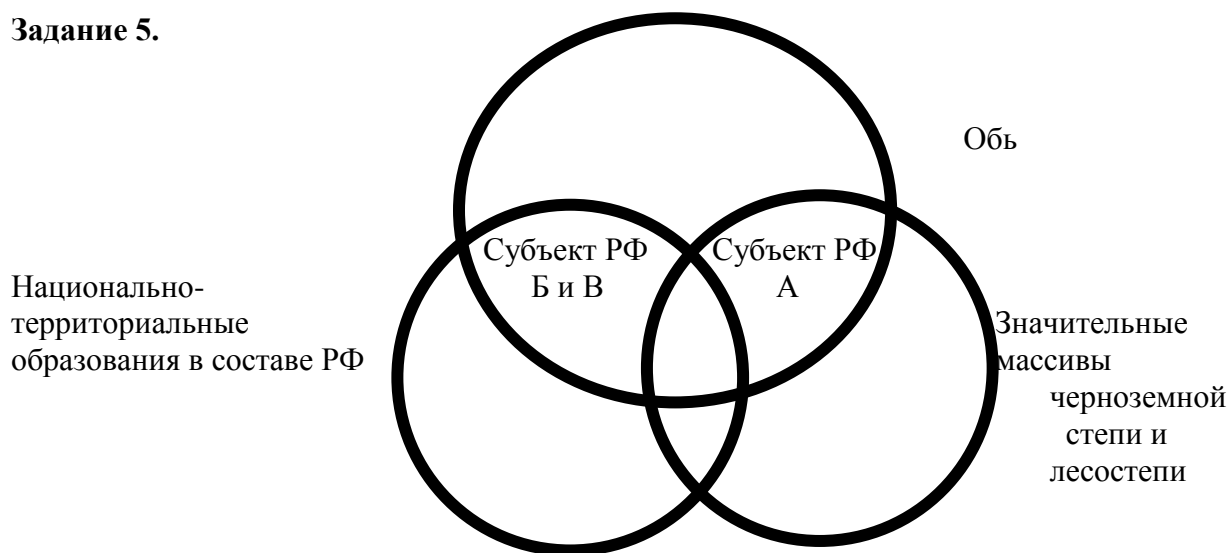 Задание 5.
Обь
Субъект РФ
Б и В
Субъект РФ
А
Национально-
территориальные
образования в составе РФ
Значительные
массивы
черноземной
степи и
лесостепи